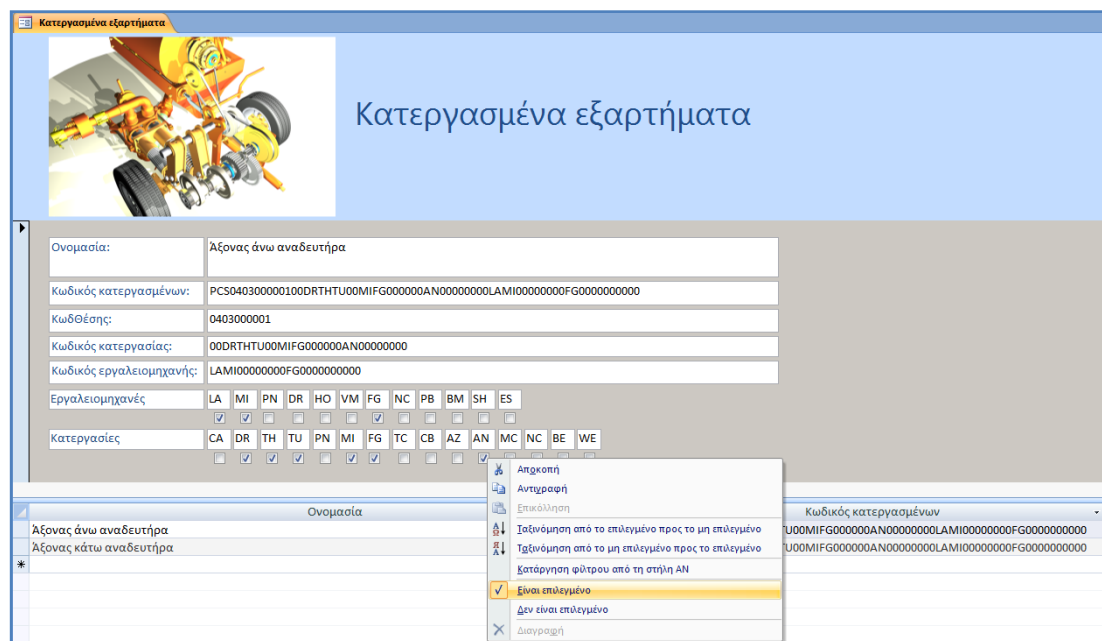 Κατεργασμένα εξαρτήματα
Κατεργασμένα εξαρτήματα
Ονομασία: Άξονας άνω αναδευτήρα
Κωδικός κατεργασμένων: PCS040300000100DRTHTU00MIFG000000AN00000000LAMI00000000FG0000000000
ΚωδΘέσης: 0403000001
Κωδικός κατεργασίας: 00DRTHTU00MIFG000000AN00000000
Κωδικός εργαλειομηχανής: LAMI00000000FG0000000000
Εργαλειομηχανές LA MI PN DR HO VM FG NC PB BM SH ES
Κατεργασίες CA DR TH TU PN MI FG TC CB AZ AN MC NC BE WE
Αποκοπή
Αντιγραφή
Επικόλληση
Ταξινόμηση από το επιλεγμένο προς το μη επιλεγμένο
Ταξινόμηση από το μη επιλεγμένο προς το επιλεγμένο
Κατάργηση φίλτρου από τη στήλη AN
Είναι επιλεγμένο
Δεν είναι επιλεγμένο
Διαγραφή
Ονομασία Κωδικός κατεργασμένων
Άξονας άνω αναδευτήρα U00MIFG000000AN00000000LAMI00000000FG0000000000
Άξονας κάτω αναδευτήρα U00MIFG000000AN00000000LAMI00000000FG0000000000